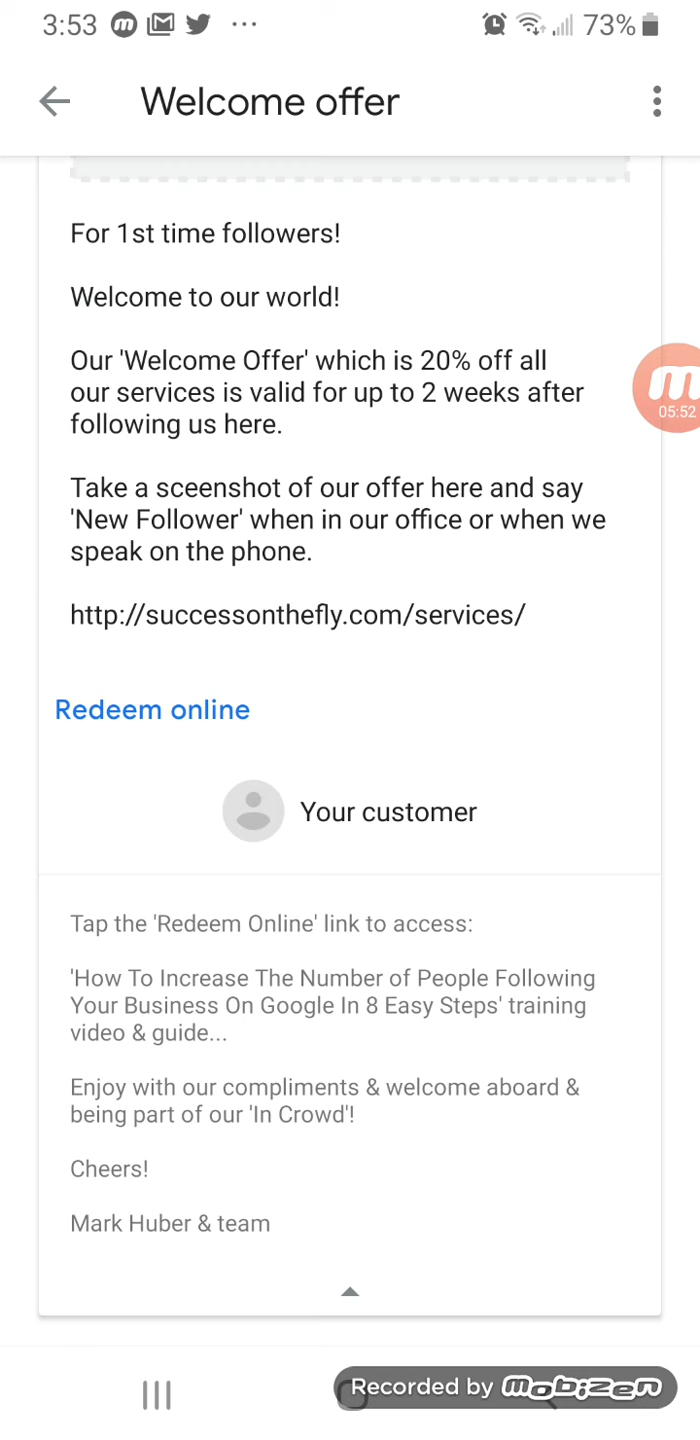 3:53 73%
Welcome offer
For 1st time followers!
Welcome to our world!
Our 'Welcome Offer' which is 20% off all
our services is valid for up to 2 weeks after
following us here.
m
05:52
Take a sceenshot of our offer here and say
'New Follower' when in our office or when we
speak on the phone.
http://successonthefly.com/services/
Redeem online
Your customer
Tap the 'Redeem Online' link to access:
'How To Increase The Number of People Following
Your Business On Google In 8 Easy Steps' training
video & guide...
Enjoy with our compliments & welcome aboard &
being part of our 'In Crowd'!
Cheers!
Mark Huber & team
Recorded by mobizen